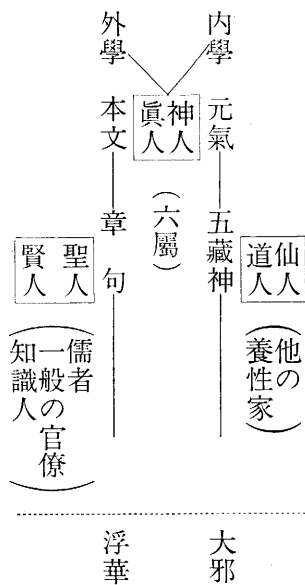 仙人
道人
(他の
養性家)
內學
元氣
五藏神
大邪
神人
眞人
(六屬)
外學
本文
章句
浮華
聖人
賢人
(儒者
一般の官僚
知識人)